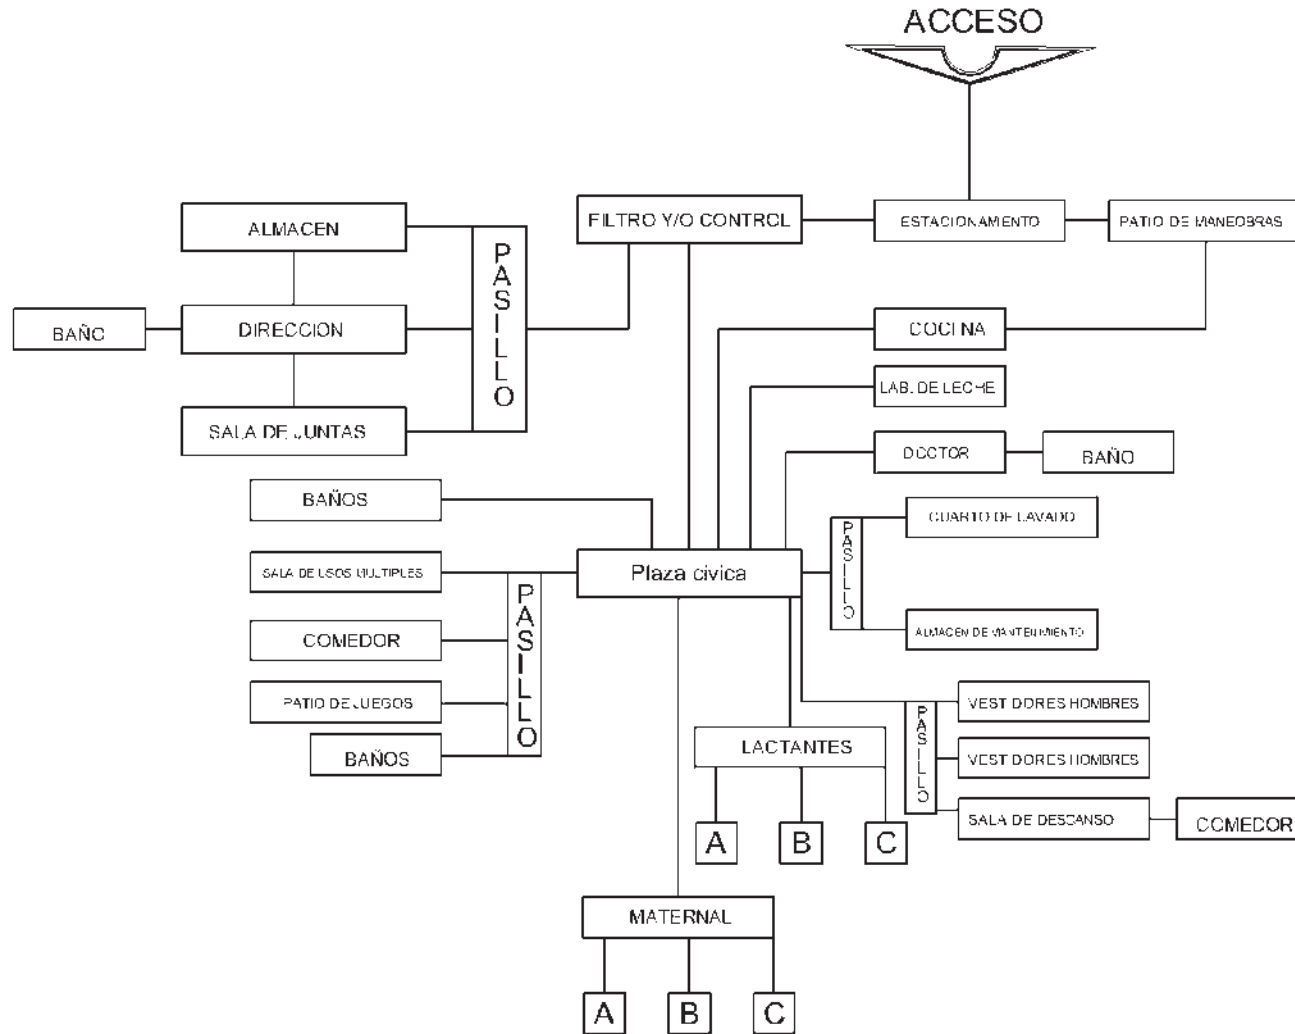 ACCESO
FILTRO Y/O CONTROL
ESTACIONAMIENTO
PATIO DE MANEOBRAS
ALMACEN
PASILLO
BAÑO
DIRECCION
COCINA
LAB. DE LECHE
SALA DE JUNTAS
DOCTOR
BAÑO
BAÑOS
CUARTO DE LAVADO
PASILLO
SALA DE USOS MULTIPLES
Plaza civica
PASILLO
COMEDOR
ALMACEN DE MANTENIMIENTO
PATIO DE JUEGOS
VESTIDORES HOMBRES
PASILLO
BAÑOS
LACTANTES
VESTIDORES HOMBRES
SALA DE DESCANSO
COMEDOR
A
B
C
MATERNAL
A
B
C